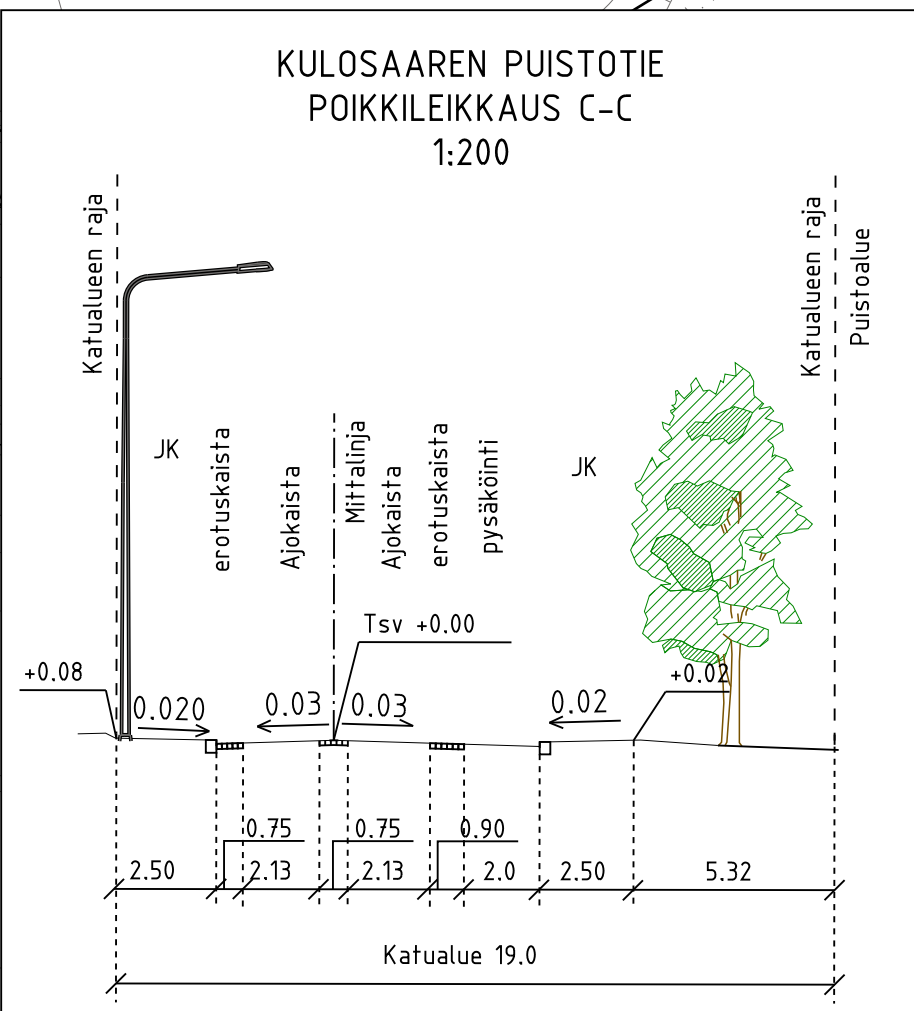 KULOSAAREN PUISTOTIE
POIKKILEIKKAUS C-C
1:200
Katualueen raja
Katualueen raja
Puistoalue
JK
erotuskaista
Ajokaista
Mittalinja
Ajokaista
erotuskaista
pysäköinti
JK
Tsv +0.00
+0.08
+0.02
0.020
0.03
0.03
0.02
0.75
0.75
0.90
2.50
2.13
2.13
2.0
2.50
5.32
Katualue 19.0